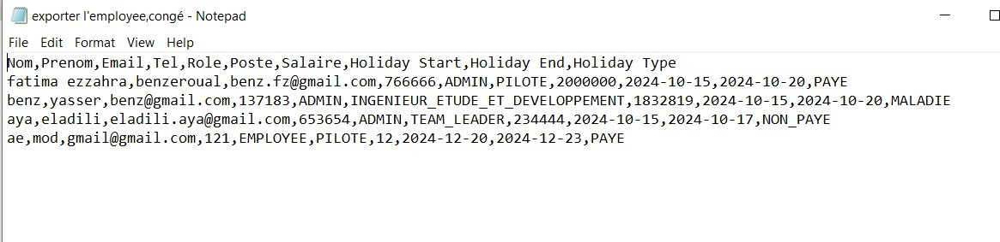 exporter l'employee,congé - Notepad
File Edit Format View Help
Nom,Prenom,Email,Tel,Role,Poste,Salaire,Holiday Start,Holiday End,Holiday Type
fatima ezzahra,benzeroual,benz.fz@gmail.com,766666,ADMIN,PILOTE,2000000,2024-10-15,2024-10-20,PAYE
benz,yasser,benz@gmail.com,137183,ADMIN,INGENIEUR_ETUDE_ET_DEVELOPPEMENT,1832819,2024-10-15,2024-10-20,MALADIE
aya,eladili,eladili.aya@gmail.com,653654,ADMIN,TEAM_LEADER,234444,2024-10-15,2024-10-17,NON_PAYE
ae,mod,gmail@gmail.com,121,EMPLOYEE,PILOTE,12,2024-12-20,2024-12-23,PAYE